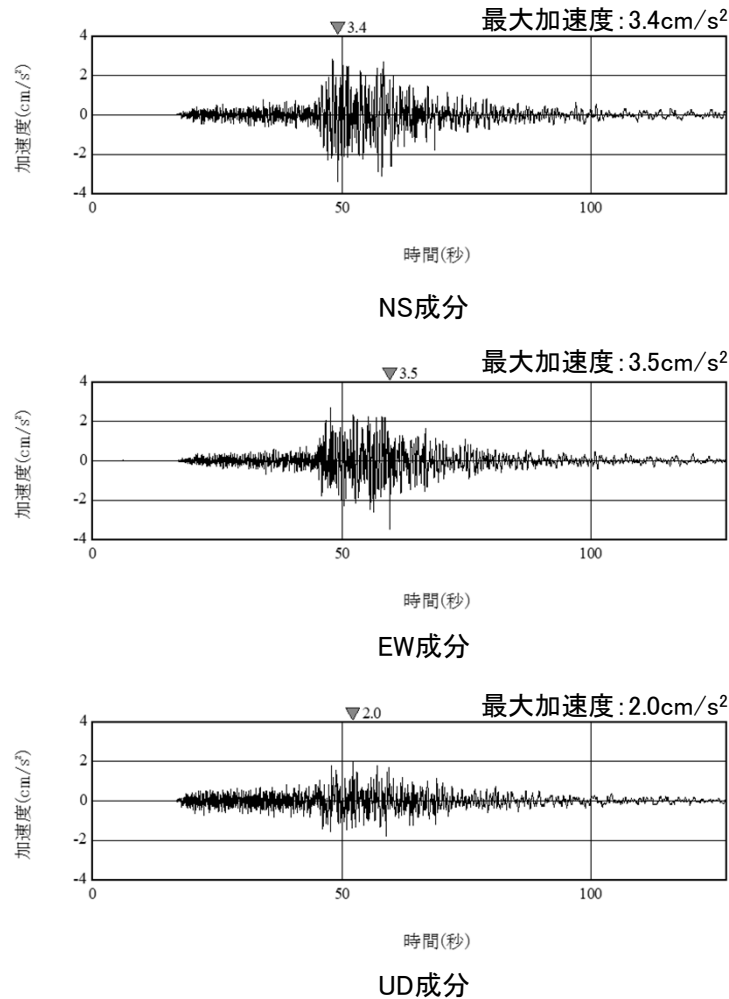 最大加速度:3.4cm/s²
3.4
4
2
0
-2
-4
加速度(cm/s²)
0 50 100
時間(秒)
NS成分
最大加速度:3.5cm/s²
3.5
4
2
0
-2
-4
加速度(cm/s²)
0 50 100
時間(秒)
EW成分
最大加速度:2.0cm/s²
2.0
4
2
0
-2
-4
加速度(cm/s²)
0 50 100
時間(秒)
UD成分